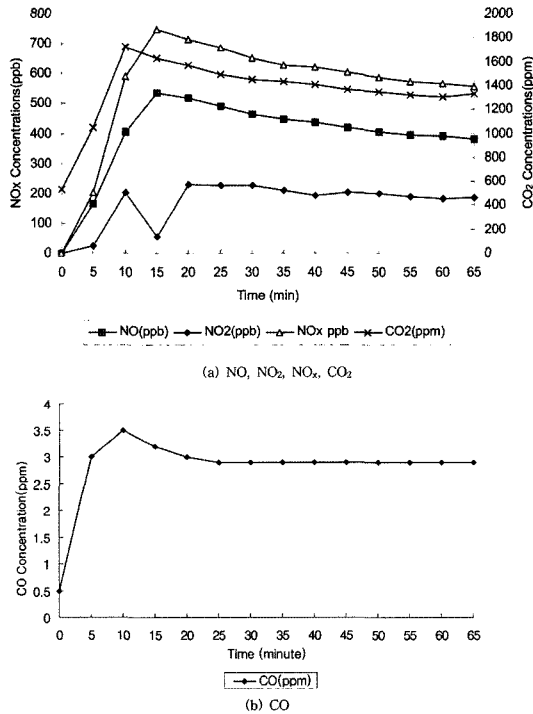 NOx Concentrations(ppb)
800
700
600
500
400
300
200
100
0
CO2 Concentrations(ppm)
2000
1800
1600
1400
1200
1000
800
600
400
200
0
0 5 10 15 20 25 30 35 40 45 50 55 60 65
Time (min)
NO(ppb) NO2(ppb) NOx ppb CO2(ppm)
(a) NO, NO₂, NOₓ, CO₂
CO Concentration(ppm)
4
3.5
3
2.5
2
1.5
1
0.5
0
0 5 10 15 20 25 30 35 40 45 50 55 60 65
Time (minute)
CO(ppm)
(b) CO